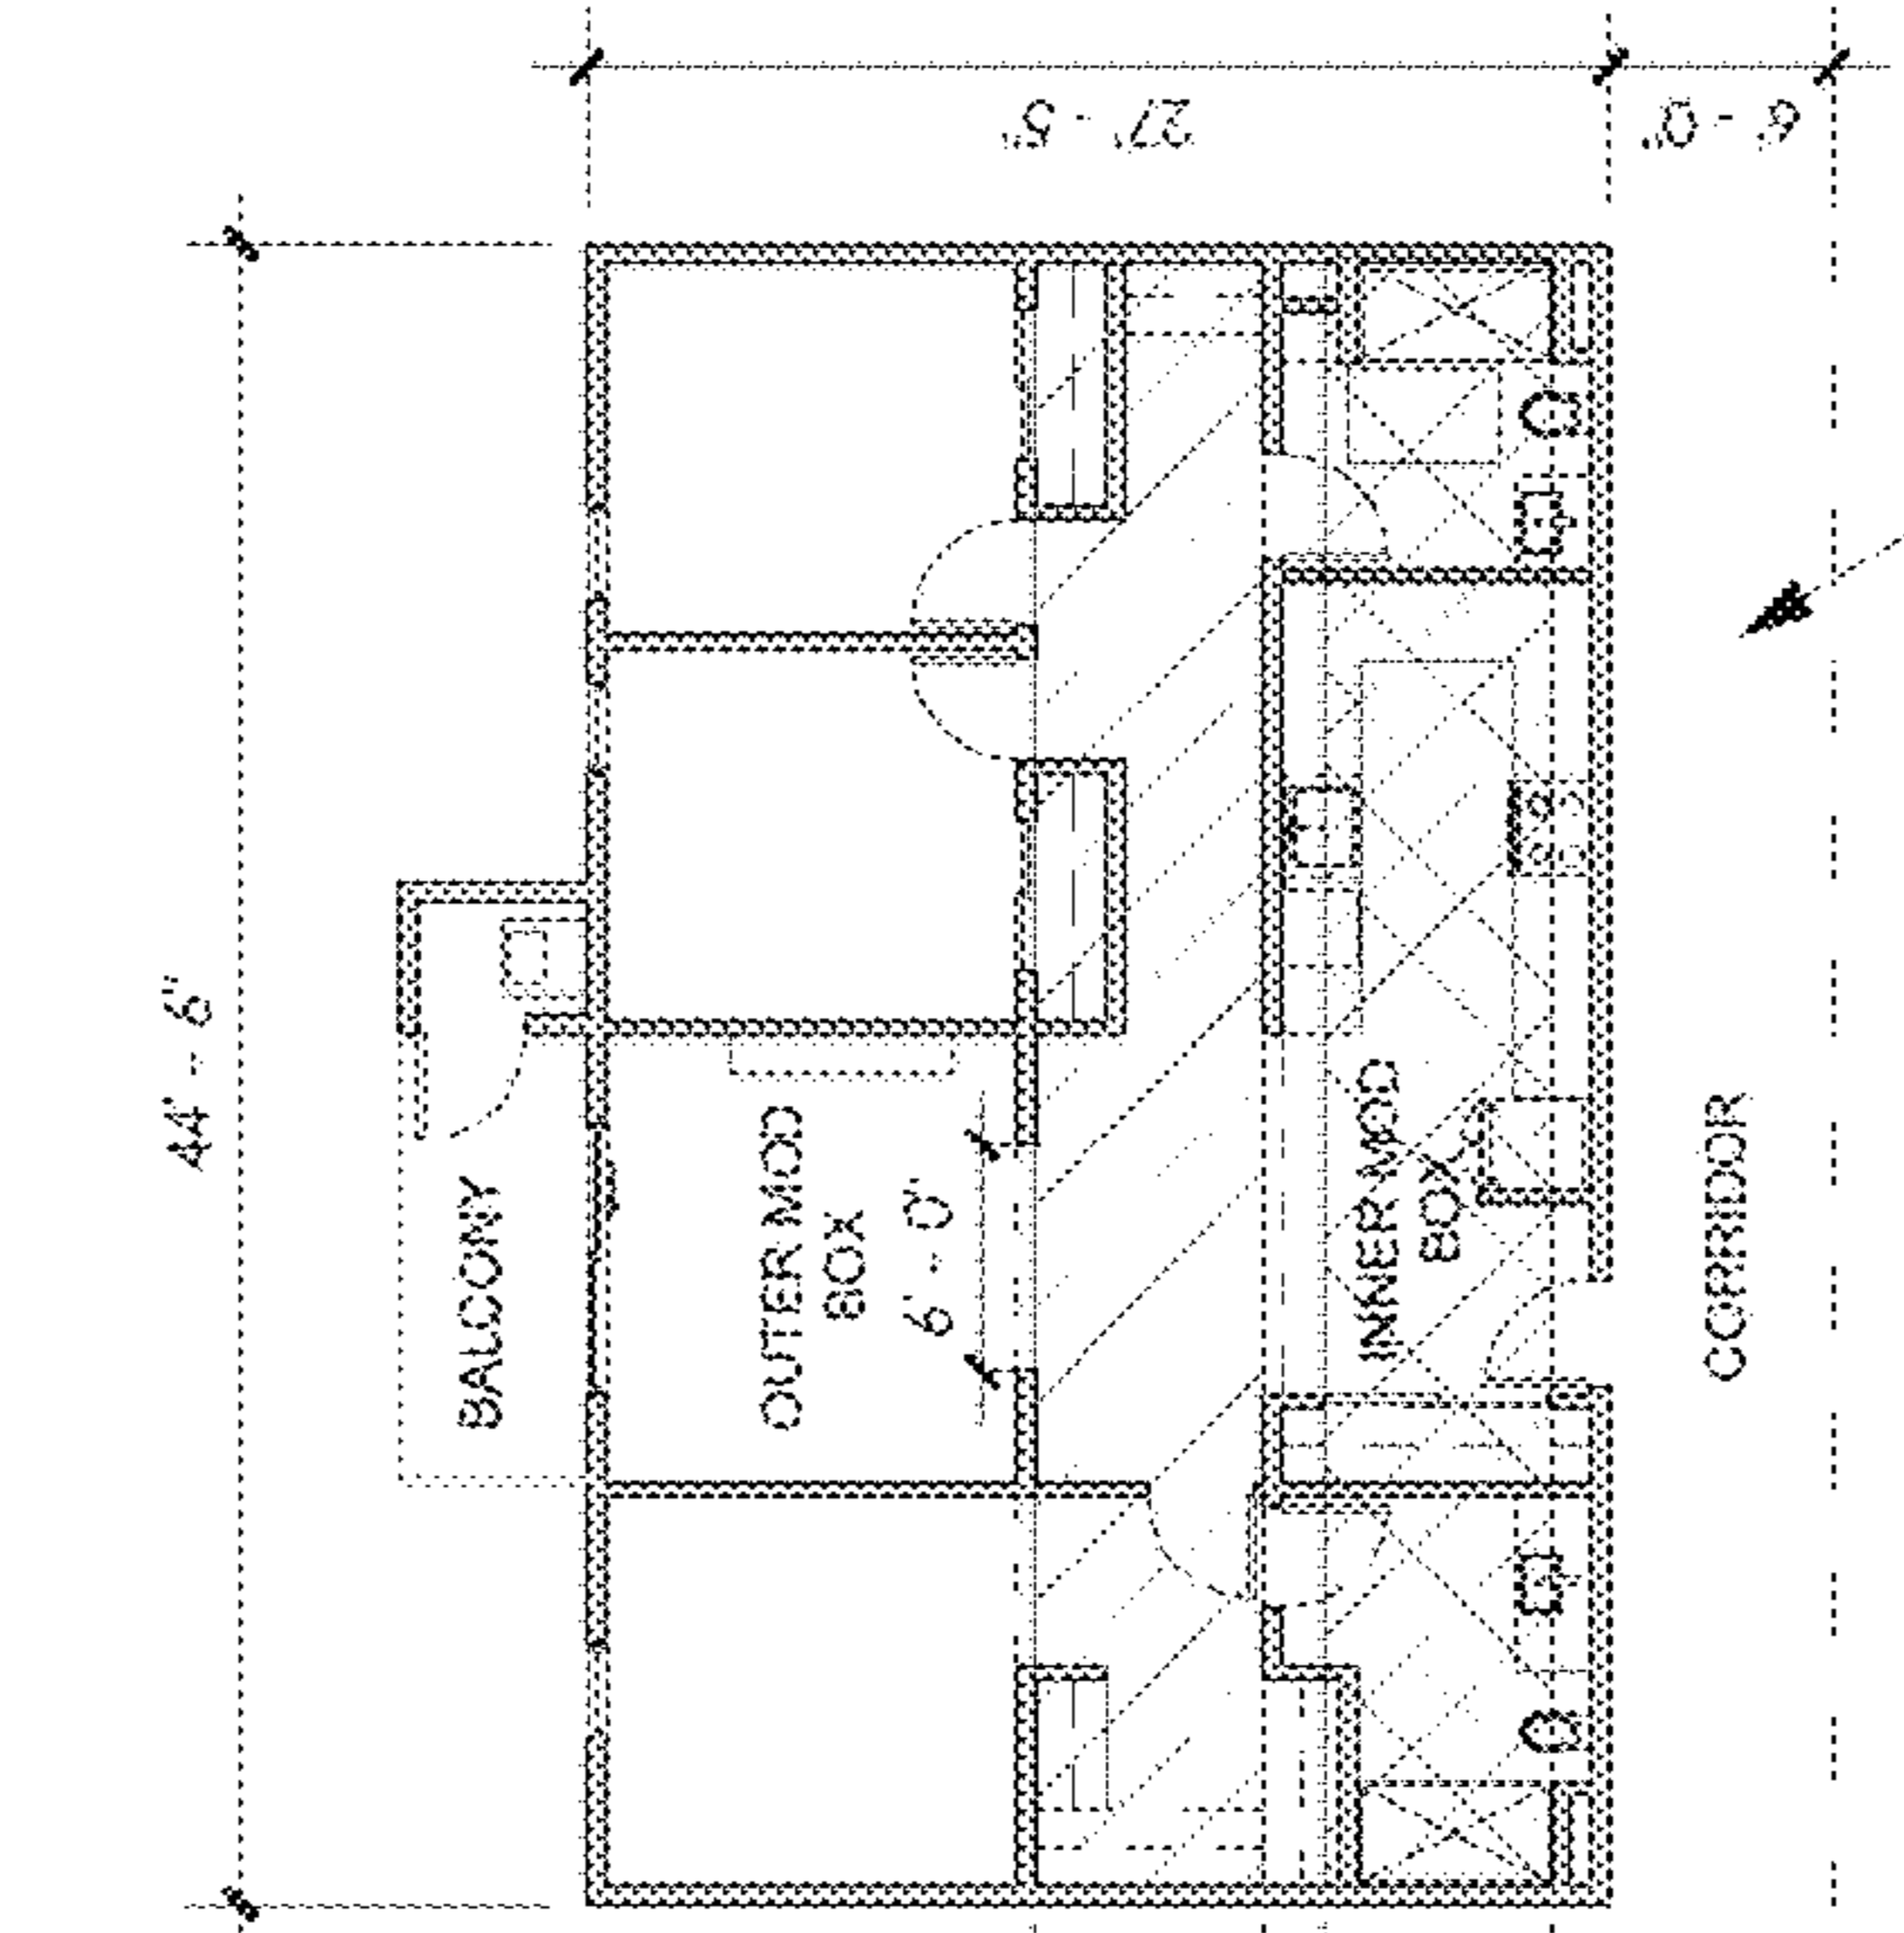 27' - 5"
6' - 0"
44' - 6"
BALCONY
OUTER MOD
BOX
6' - 0"
INNER MOD
BOX
CORRIDOR